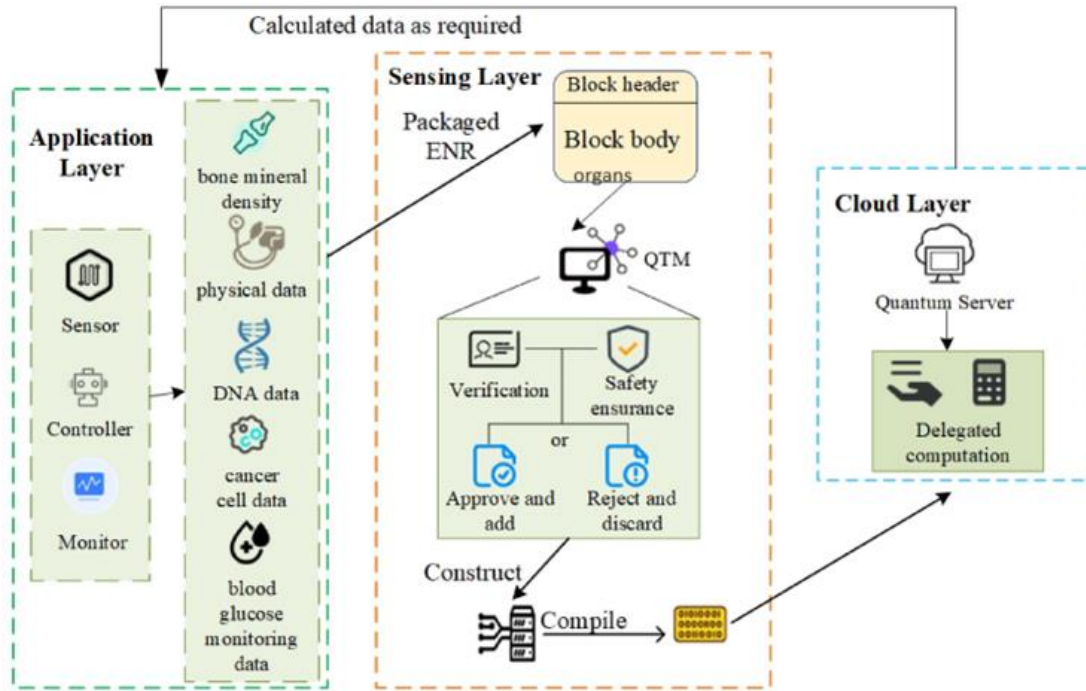 Calculated data as required
Application
Layer
Sensor
Controller
Monitor
bone mineral
density
physical data
DNA data
cancer
cell data
blood
glucose
monitoring
data
Sensing Layer
Packaged
ENR
Block header
Block body
organs
QTM
Verification
Safety
ensurance
or
Approve and
add
Reject and
discard
Construct
Compile
Cloud Layer
Quantum Server
Delegated
computation